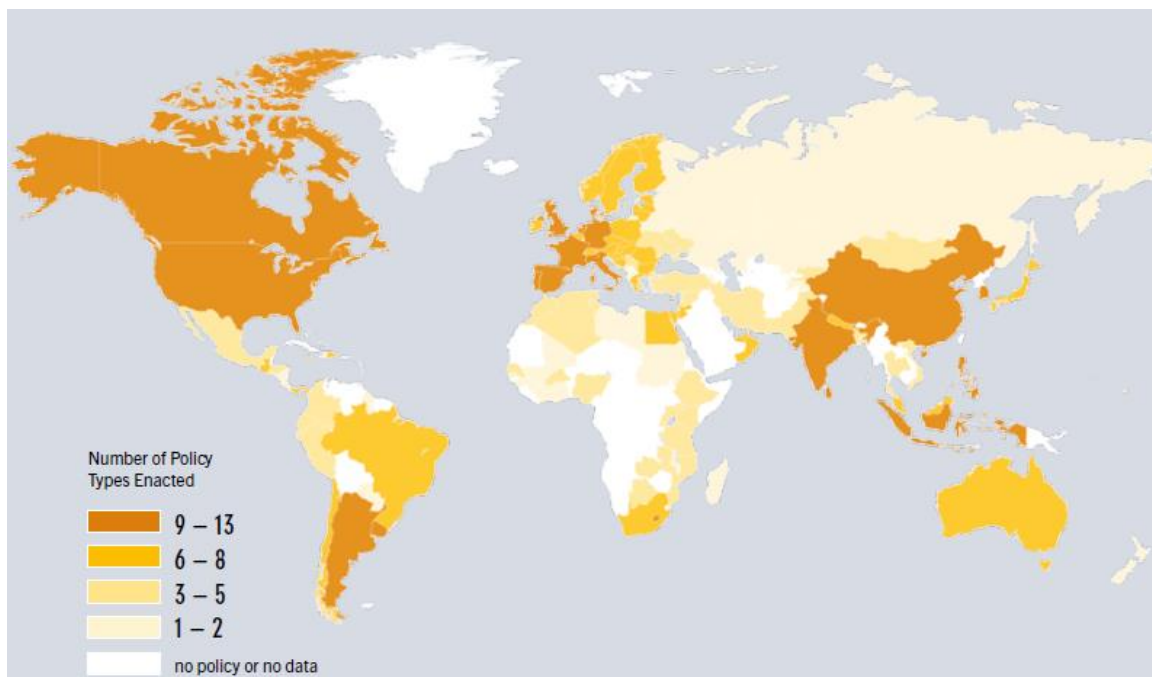 Number of Policy
Types Enacted
9 – 13
6 – 8
3 – 5
1 – 2
no policy or no data